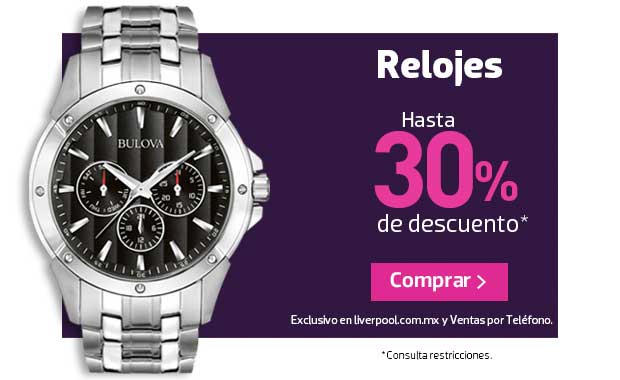 Relojes
Hasta
30%
de descuento*
Comprar >
Exclusivo en liverpool.com.mx y Ventas por Teléfono.
*Consulta restricciones.
BULOVA